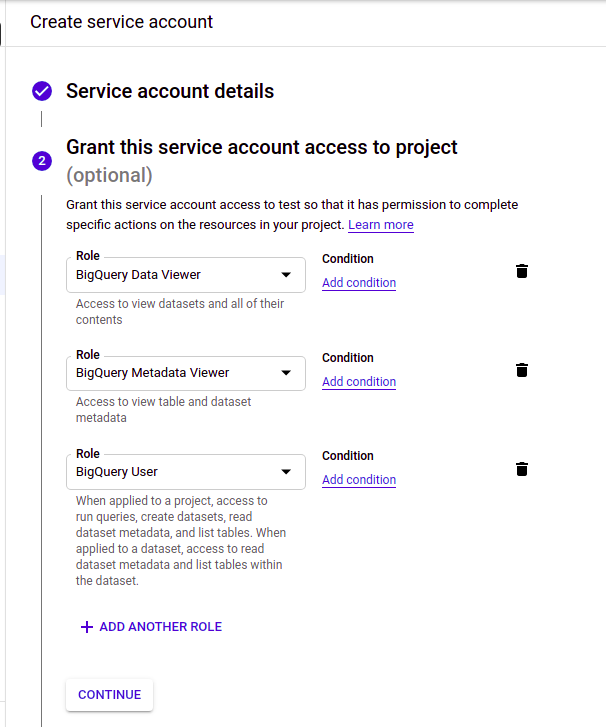 Create service account
Service account details
2
Grant this service account access to project
(optional)
Grant this service account access to test so that it has permission to complete
specific actions on the resources in your project. Learn more
Role
BigQuery Data Viewer
Condition
Add condition
Access to view datasets and all of their
contents
Role
BigQuery Metadata Viewer
Condition
Add condition
Access to view table and dataset
metadata
Role
BigQuery User
Condition
Add condition
When applied to a project, access to
run queries, create datasets, read
dataset metadata, and list tables. When
applied to a dataset, access to read
dataset metadata and list tables within
the dataset.
ADD ANOTHER ROLE
CONTINUE